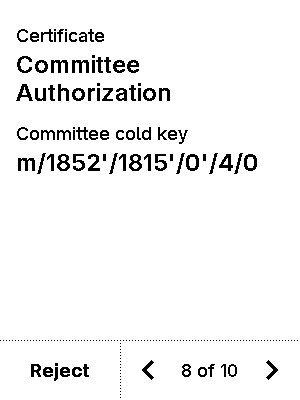 Certificate
Committee
Authorization
Committee cold key
m/1852'/1815'/0'/4/0
Reject
8 of 10